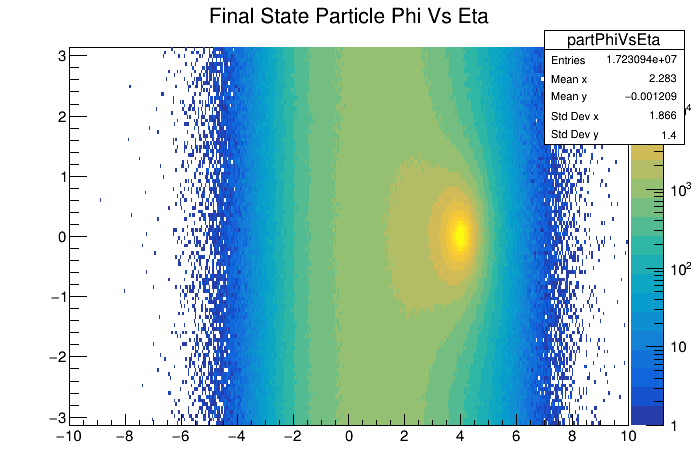 Final State Particle Phi Vs Eta
partPhiVsEta
Entries 1.723094e+07
Mean x 2.283
Mean y −0.001209
Std Dev x 1.866
Std Dev y 1.4
3
2
1
0
−1
−2
−3
−10 −8 −6 −4 −2 0 2 4 6 8 10
4
10³
10²
10
1